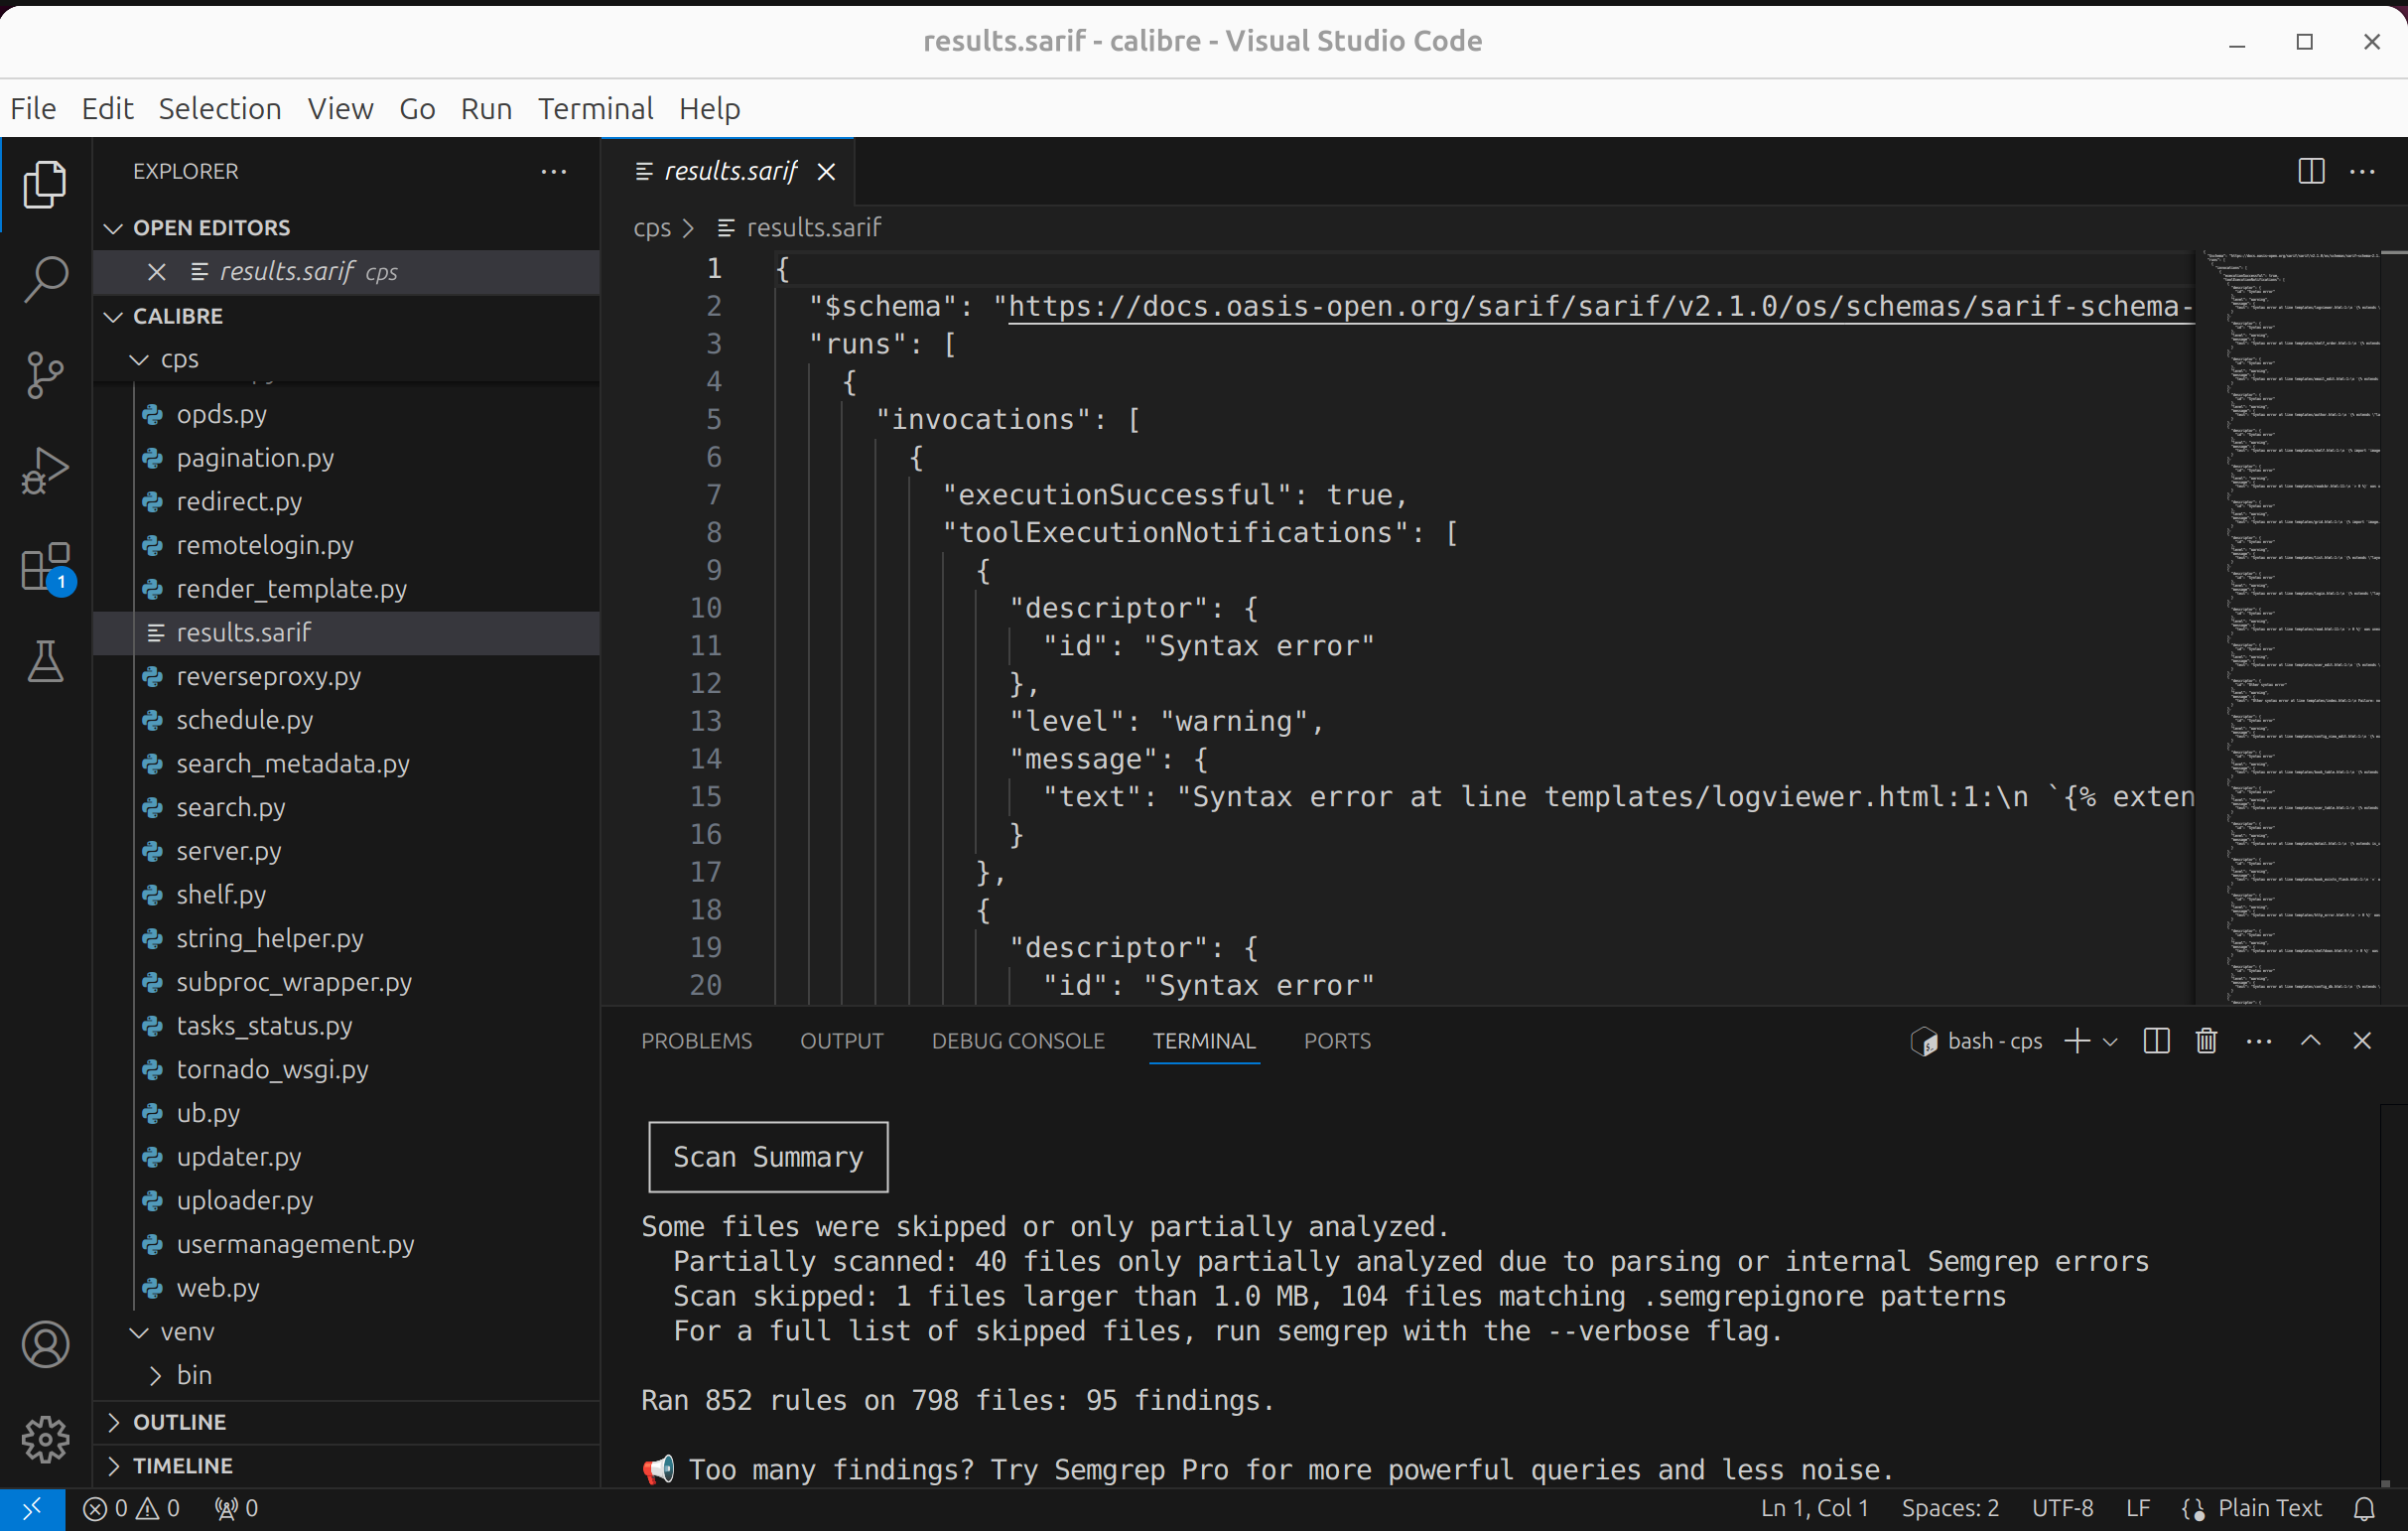 results.sarif - calibre - Visual Studio Code
File Edit Selection View Go Run Terminal Help
EXPLORER
OPEN EDITORS
results.sarif cps
CALIBRE
cps
opds.py
pagination.py
redirect.py
remotelogin.py
render_template.py
results.sarif
reverseproxy.py
schedule.py
search_metadata.py
search.py
server.py
shelf.py
string_helper.py
subproc_wrapper.py
tasks_status.py
tornado_wsgi.py
ub.py
updater.py
uploader.py
usermanagement.py
web.py
venv
bin
OUTLINE
TIMELINE
1
results.sarif
cps > results.sarif
1 {
2 "$schema": "https://docs.oasis-open.org/sarif/sarif/v2.1.0/os/schemas/sarif-schema-
3 "runs": [
4 {
5 "invocations": [
6 {
7 "executionSuccessful": true,
8 "toolExecutionNotifications": [
9 {
10 "descriptor": {
11 "id": "Syntax error"
12 },
13 "level": "warning",
14 "message": {
15 "text": "Syntax error at line templates/logviewer.html:1:\n `{% exten
16 }
17 },
18 {
19 "descriptor": {
20 "id": "Syntax error"
PROBLEMS OUTPUT DEBUG CONSOLE TERMINAL PORTS
bash - cps
Scan Summary
Some files were skipped or only partially analyzed.
Partially scanned: 40 files only partially analyzed due to parsing or internal Semgrep errors
Scan skipped: 1 files larger than 1.0 MB, 104 files matching .semgrepignore patterns
For a full list of skipped files, run semgrep with the --verbose flag.
Ran 852 rules on 798 files: 95 findings.
📢 Too many findings? Try Semgrep Pro for more powerful queries and less noise.
0 0 0
Ln 1, Col 1 Spaces: 2 UTF-8 LF Plain Text